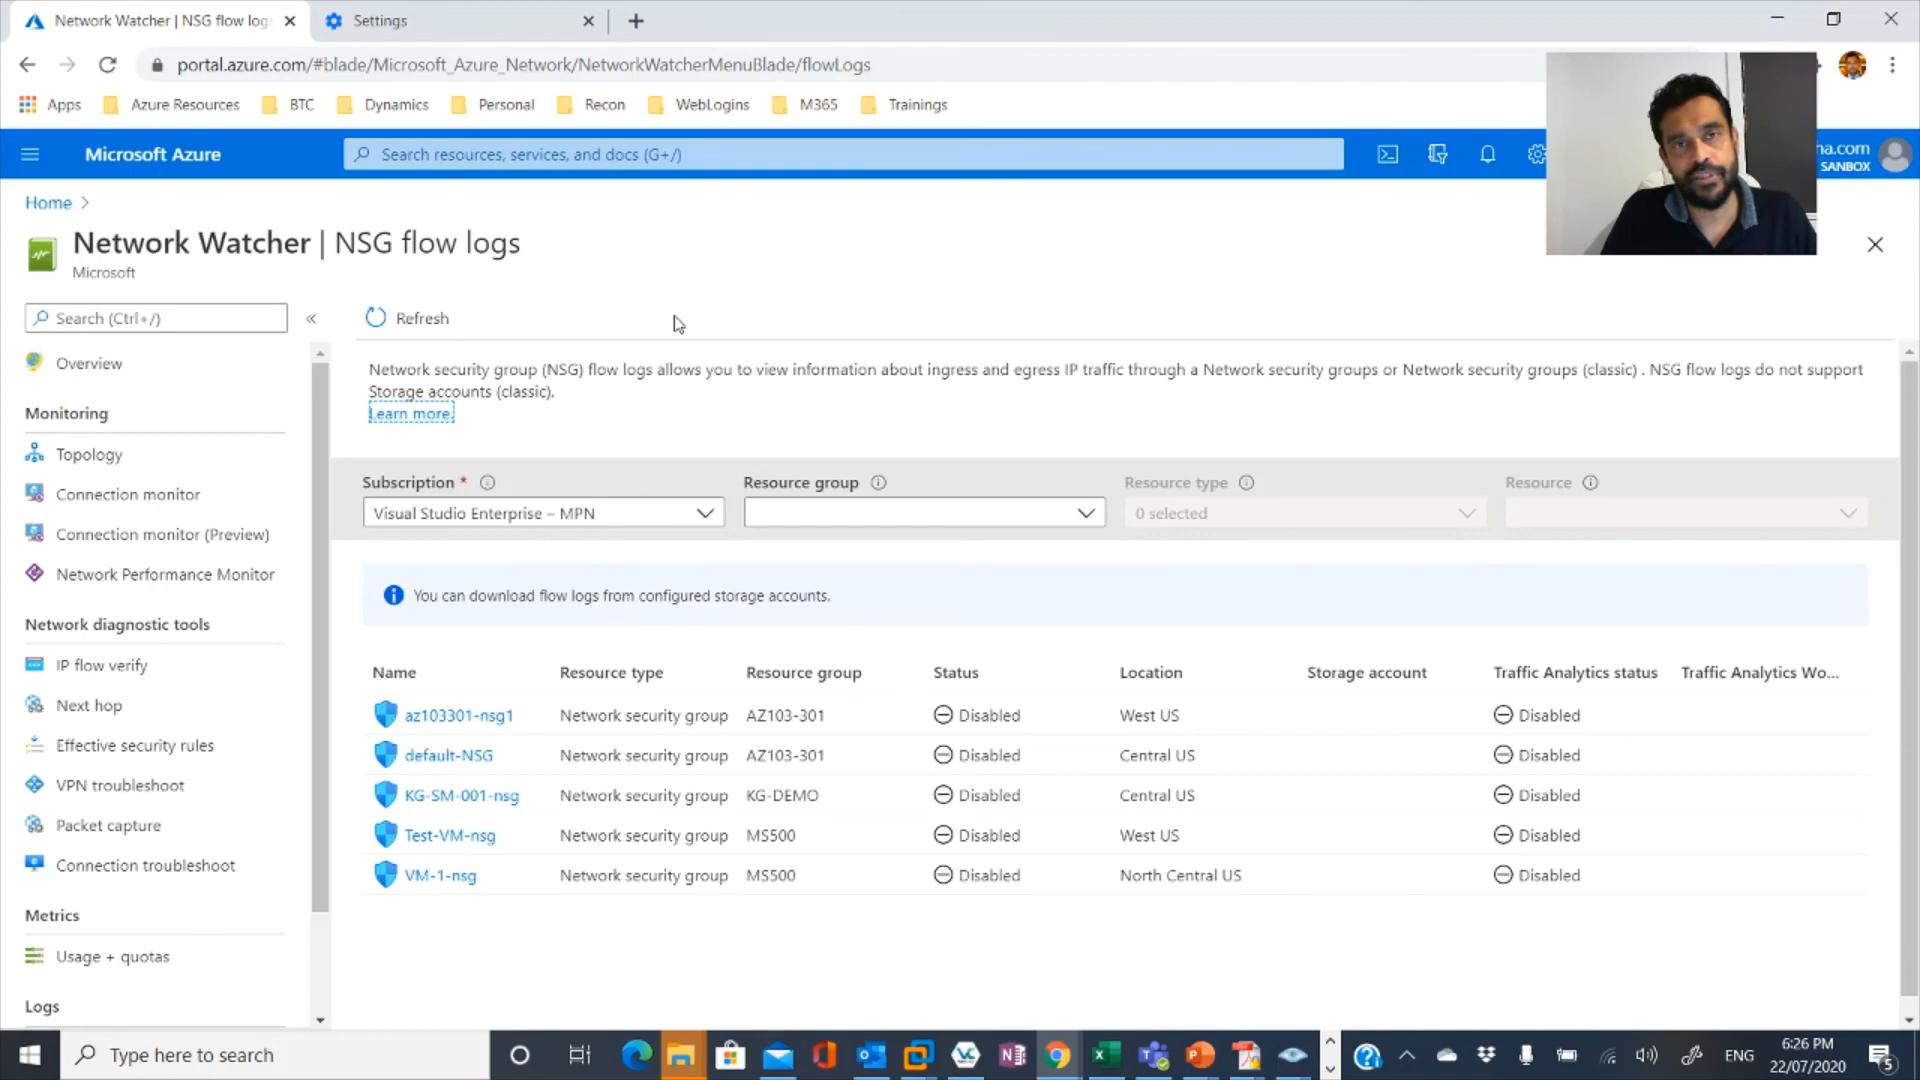 Network Watcher | NSG flow log
Settings
portal.azure.com/#blade/Microsoft_Azure_Network/NetworkWatcherMenuBlade/flowLogs
Apps
Azure Resources
BTC
Dynamics
Personal
Recon
WebLogins
M365
Trainings
Microsoft Azure
Search resources, services, and docs (G+/)
na.com
SANBOX
Home >
Network Watcher | NSG flow logs
Microsoft
Search (Ctrl+/)
«
Refresh
Overview
Monitoring
Topology
Connection monitor
Connection monitor (Preview)
Network Performance Monitor
Network diagnostic tools
IP flow verify
Next hop
Effective security rules
VPN troubleshoot
Packet capture
Connection troubleshoot
Metrics
Usage + quotas
Logs
Network security group (NSG) flow logs allows you to view information about ingress and egress IP traffic through a Network security groups or Network security groups (classic) . NSG flow logs do not support
Storage accounts (classic).
Learn more.
Subscription *
Resource group
Resource type
Resource
Visual Studio Enterprise – MPN
0 selected
You can download flow logs from configured storage accounts.
Name Resource type Resource group Status Location Storage account Traffic Analytics status Traffic Analytics Wo...
az103301-nsg1 Network security group AZ103-301 Disabled West US Disabled
default-NSG Network security group AZ103-301 Disabled Central US Disabled
KG-SM-001-nsg Network security group KG-DEMO Disabled Central US Disabled
Test-VM-nsg Network security group MS500 Disabled West US Disabled
VM-1-nsg Network security group MS500 Disabled North Central US Disabled
Type here to search
ENG
6:26 PM
22/07/2020
5